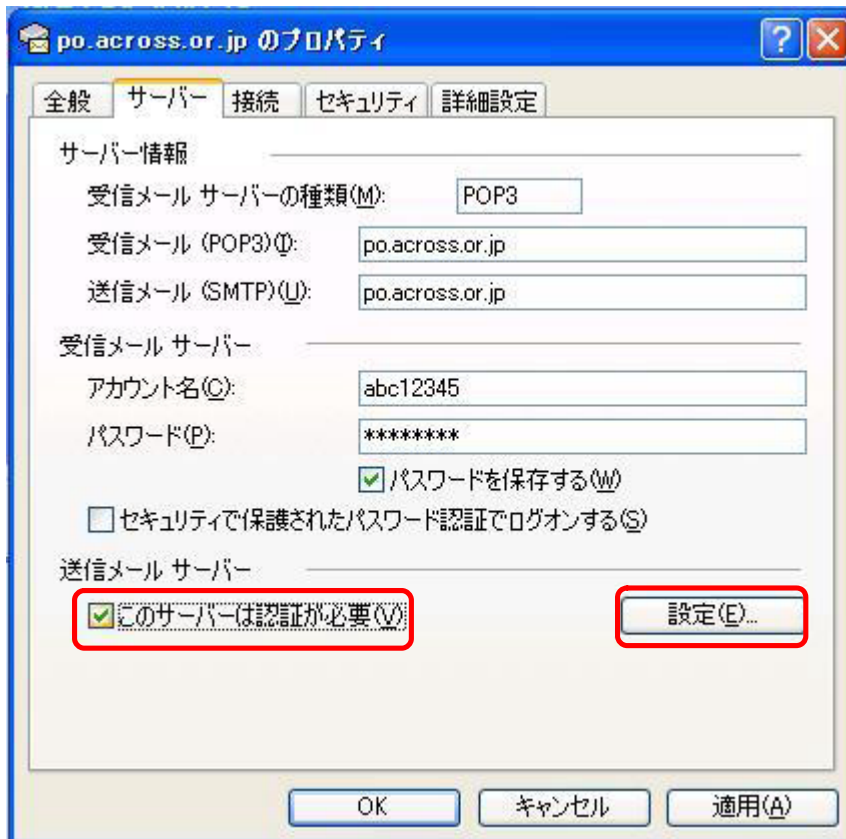 po.across.or.jp のプロパティ
全般 サーバー 接続 セキュリティ 詳細設定
サーバー情報
受信メール サーバーの種類(M): POP3
受信メール (POP3)(I): po.across.or.jp
送信メール (SMTP)(U): po.across.or.jp
受信メール サーバー
アカウント名(C): abc12345
パスワード(P): ********
パスワードを保存する(W)
セキュリティで保護されたパスワード認証でログオンする(S)
送信メール サーバー
このサーバーは認証が必要(V) 設定(E)...
OK キャンセル 適用(A)